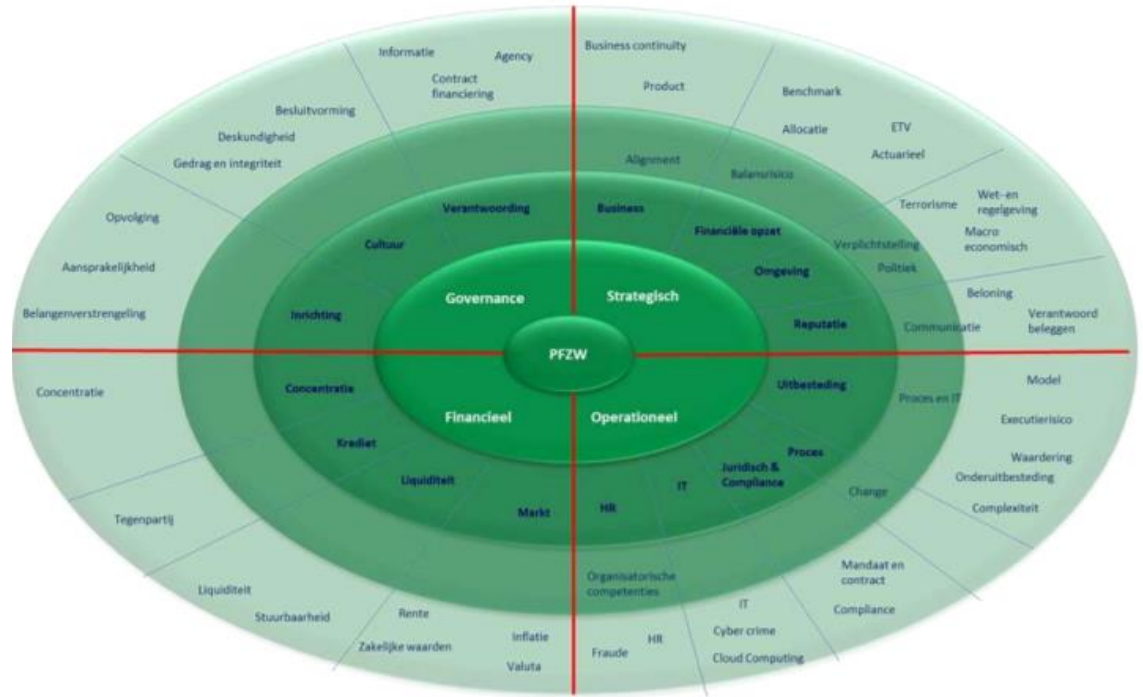 Informatie
Agency
Business continuity
Contract
financiering
Product
Benchmark
Besluitvorming
Deskundigheid
Gedrag en integriteit
Allocatie
ETV
Actuarieel
Alignment
Balansrisico
Opvolging
Aansprakelijkheid
Belangenverstrengeling
Verantwoording
Business
Cultuur
Financiële opzet
Terrorisme
Wet- en
regelgeving
Macro
economisch
Verplichtstelling
Politiek
Omgeving
Inrichting
Reputatie
Communicatie
Beloning
Verantwoord
beleggen
Governance
Strategisch
PFZW
Financieel
Operationeel
Concentratie
Concentratie
Krediet
Liquiditeit
Markt
Uitbesteding
Proces
Juridisch &
Compliance
IT
HR
Proces en IT
Change
Model
Executierisico
Waardering
Onderuitbesteding
Complexiteit
Tegenpartij
Liquiditeit
Stuurbaarheid
Rente
Zakelijke waarden
Inflatie
Valuta
Organisatorische
competenties
Fraude
HR
IT
Cyber crime
Cloud Computing
Mandaat en
contract
Compliance